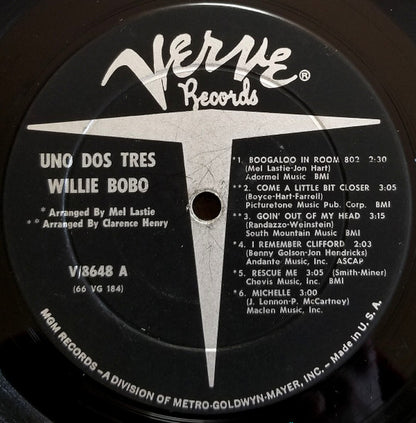 Verve®
Records
UNO DOS TRES
WILLIE BOBO
* Arranged By Mel Lastie
** Arranged By Clarence Henry
V/8648 A
(66 VG 184)
*1. BOOGALOO IN ROOM 802 2:30
(Mel Lastie-Jon Hart)
Adormel Music BMI
**2. COME A LITTLE BIT CLOSER 3:05
(Boyce-Hart-Farrell)
Picturetone Music Pub. Corp. BMI
**3. GOIN' OUT OF MY HEAD 3:15
(Randazzo-Weinstein)
South Mountain Music BMI
*4. I REMEMBER CLIFFORD 2:03
(Benny Golson-Jon Hendricks)
Andante Music, Inc. ASCAP
*5. RESCUE ME 3:05 (Smith-Miner)
Chevis Music, Inc. BMI
*6. MICHELLE 3:00
(J. Lennon-P. McCartney)
Maclen Music, Inc.
MGM RECORDS - A DIVISION OF METRO-GOLDWYN-MAYER, INC. - Made in U.S.A.